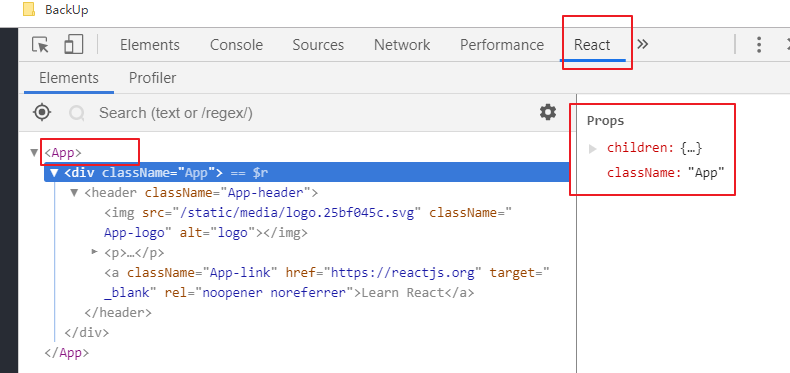 BackUp
Elements Console Sources Network Performance React »
Elements Profiler
Search (text or /regex/)
Props
<App>
children: {…}
<div className="App"> == $r
className: "App"
<header className="App-header">
<img src="/static/media/logo.25bf045c.svg" className="
App-logo" alt="logo"></img>
<p>…</p>
<a className="App-link" href="https://reactjs.org" target="
_blank" rel="noopener noreferrer">Learn React</a>
</header>
</div>
</App>